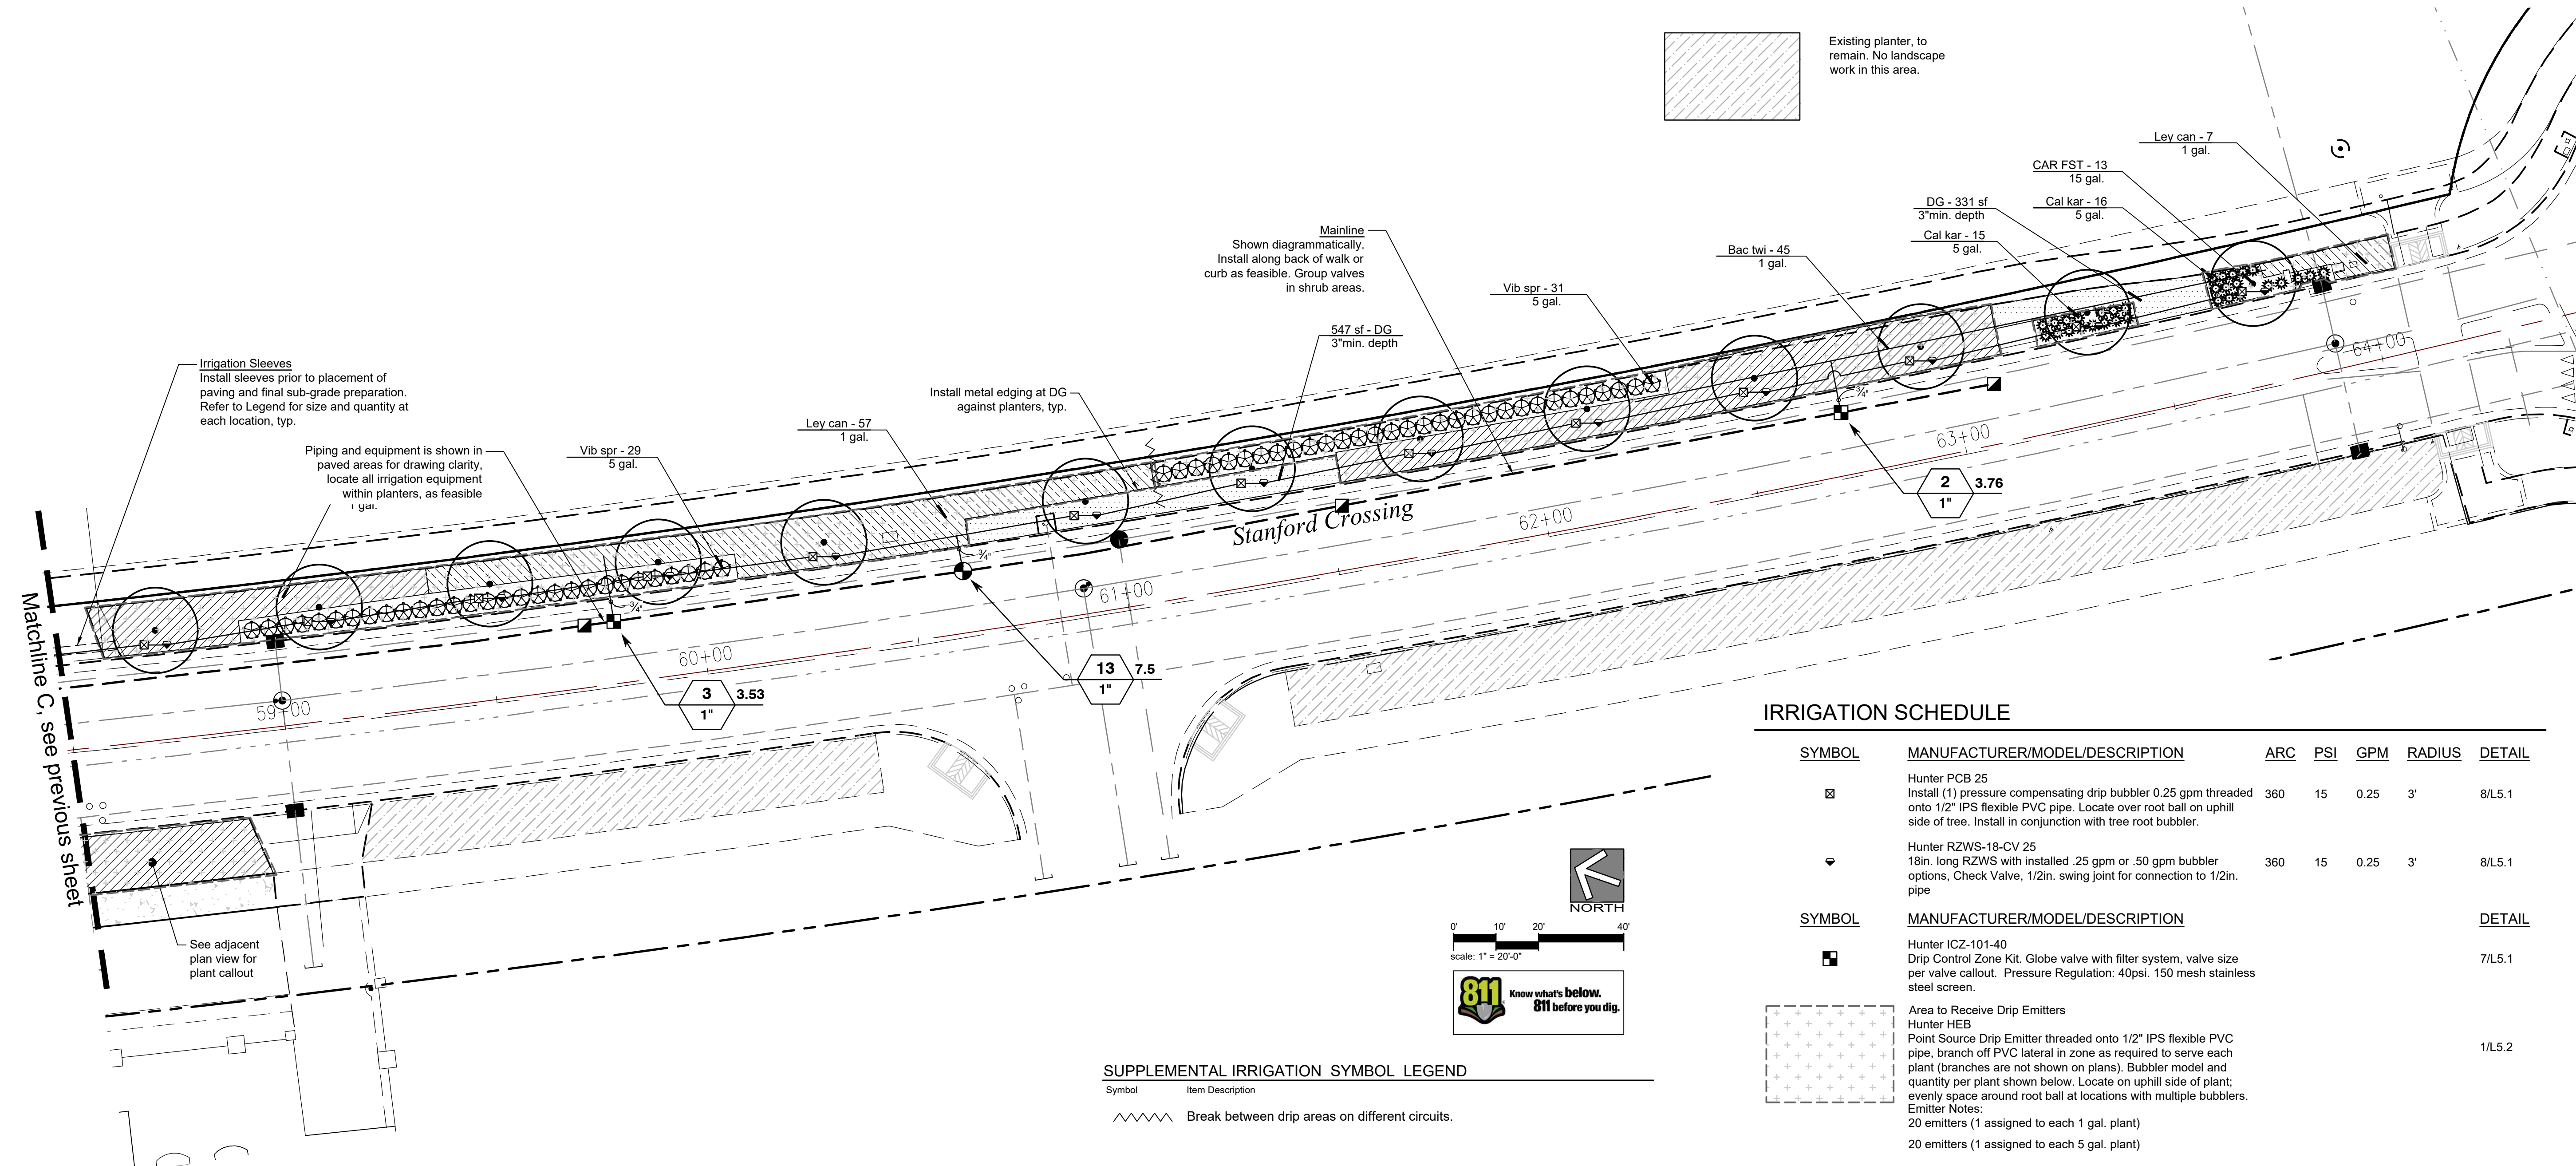 Existing planter, to
remain. No landscape
work in this area.
Ley can - 7
1 gal.
CAR FST - 13
15 gal.
DG - 331 sf
3"min. depth
Cal kar - 16
5 gal.
Cal kar - 15
5 gal.
Bac twi - 45
1 gal.
Mainline
Shown diagrammatically.
Install along back of walk or
curb as feasible. Group valves
in shrub areas.
Vib spr - 31
5 gal.
547 sf - DG
3"min. depth
Irrigation Sleeves
Install sleeves prior to placement of
paving and final sub-grade preparation.
Refer to Legend for size and quantity at
each location, typ.
Install metal edging at DG
against planters, typ.
Ley can - 57
1 gal.
Piping and equipment is shown in
paved areas for drawing clarity,
locate all irrigation equipment
within planters, as feasible
Vib spr - 29
5 gal.
3/4"
3/4"
3/4"
59+00
60+00
61+00
62+00
63+00
64+00
Stanford Crossing
2
1"
3.76
13
1"
7.5
3
1"
3.53
Matchline C, see previous sheet
See adjacent
plan view for
plant callout
NORTH
0' 10' 20' 40'
scale: 1" = 20'-0"
811
Know what's below.
811 before you dig.
SUPPLEMENTAL IRRIGATION SYMBOL LEGEND
Symbol Item Description
Break between drip areas on different circuits.
IRRIGATION SCHEDULE
SYMBOL MANUFACTURER/MODEL/DESCRIPTION ARC PSI GPM RADIUS DETAIL
Hunter PCB 25
Install (1) pressure compensating drip bubbler 0.25 gpm threaded 360 15 0.25 3' 8/L5.1
onto 1/2" IPS flexible PVC pipe. Locate over root ball on uphill
side of tree. Install in conjunction with tree root bubbler.
Hunter RZWS-18-CV 25
18in. long RZWS with installed .25 gpm or .50 gpm bubbler 360 15 0.25 3' 8/L5.1
options, Check Valve, 1/2in. swing joint for connection to 1/2in.
pipe
SYMBOL MANUFACTURER/MODEL/DESCRIPTION DETAIL
Hunter ICZ-101-40
Drip Control Zone Kit. Globe valve with filter system, valve size 7/L5.1
per valve callout. Pressure Regulation: 40psi. 150 mesh stainless
steel screen.
Area to Receive Drip Emitters
Hunter HEB
Point Source Drip Emitter threaded onto 1/2" IPS flexible PVC
pipe, branch off PVC lateral in zone as required to serve each 1/L5.2
plant (branches are not shown on plans). Bubbler model and
quantity per plant shown below. Locate on uphill side of plant;
evenly space around root ball at locations with multiple bubblers.
Emitter Notes:
20 emitters (1 assigned to each 1 gal. plant)
20 emitters (1 assigned to each 5 gal. plant)